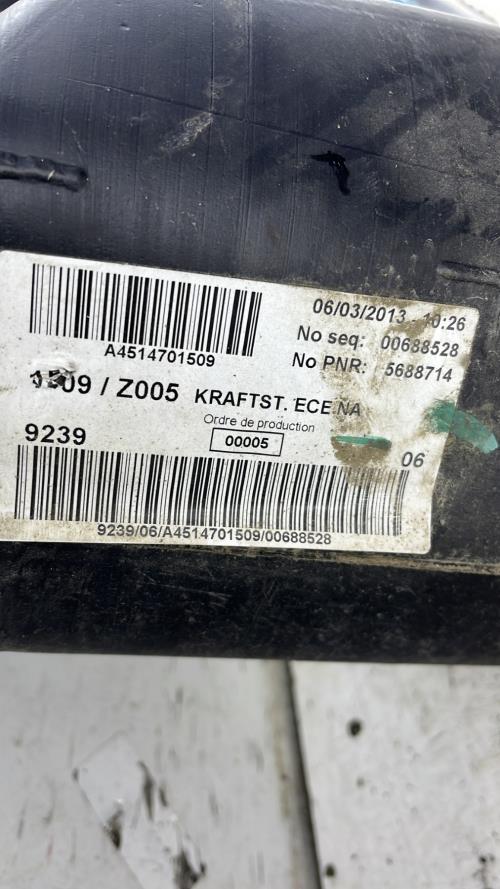 06/03/2013 10:26
A4514701509
No seq: 00688528
No PNR: 5688714
1509 / Z005 KRAFTST. ECE NA
Ordre de production
9239
00005
06
9239/06/A4514701509/00688528